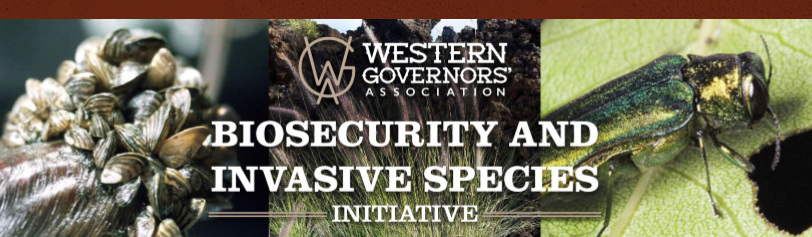 WESTERN
GOVERNORS'
ASSOCIATION
BIOSECURITY AND
INVASIVE SPECIES
INITIATIVE